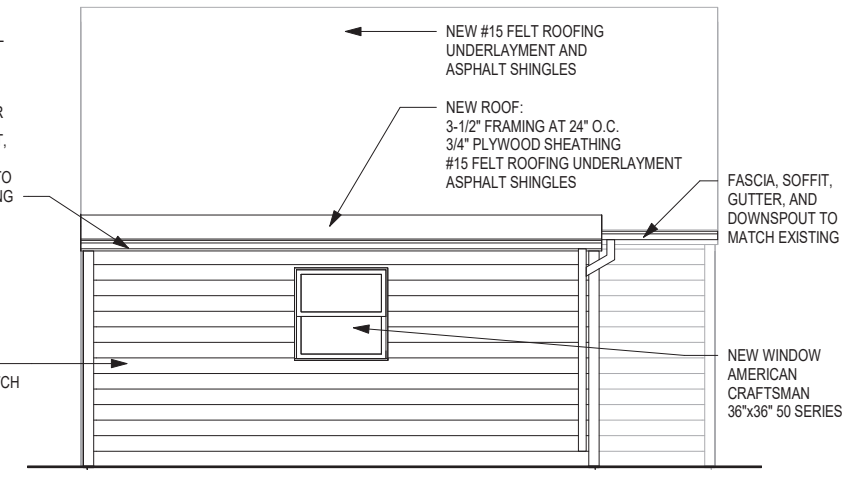 NEW #15 FELT ROOFING
UNDERLAYMENT AND
ASPHALT SHINGLES
NEW ROOF:
3-1/2" FRAMING AT 24" O.C.
3/4" PLYWOOD SHEATHING
#15 FELT ROOFING UNDERLAYMENT
ASPHALT SHINGLES
FASCIA, SOFFIT,
GUTTER, AND
DOWNSPOUT TO
MATCH EXISTING
NEW WINDOW
AMERICAN
CRAFTSMAN
36"x36" 50 SERIES